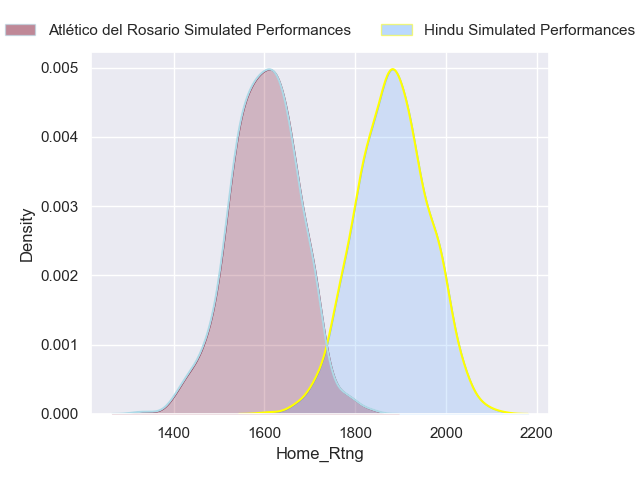 Atlético del Rosario Simulated Performances
Hindu Simulated Performances
0.005
0.004
0.003
0.002
0.001
0.000
Density
1400
1600
1800
2000
2200
Home_Rtng